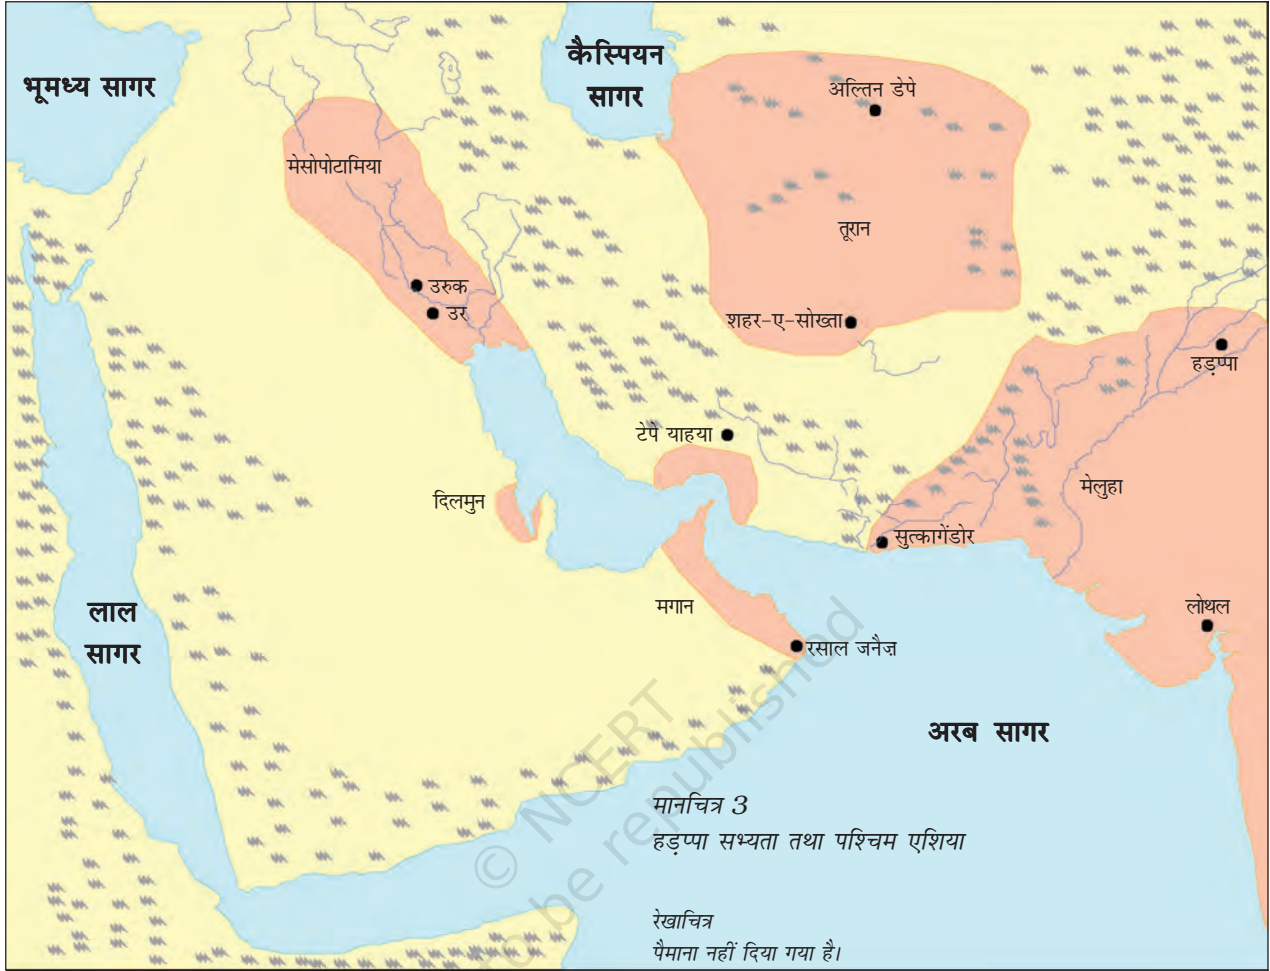 भूमध्य सागर
कैस्पियन
सागर
अल्तिन डेपे
मेसोपोटामिया
तूरान
उरुक
उर
शहर-ए-सोख्ता
हड़प्पा
टेपे याहया
मेलुहा
दिलमुन
सुत्कागेंडोर
लाल
सागर
मगान
लोथल
रसाल जनैज़
अरब सागर
मानचित्र 3
हड़प्पा सभ्यता तथा पश्चिम एशिया
रेखाचित्र
पैमाना नहीं दिया गया है।
© NCERT
to be republished